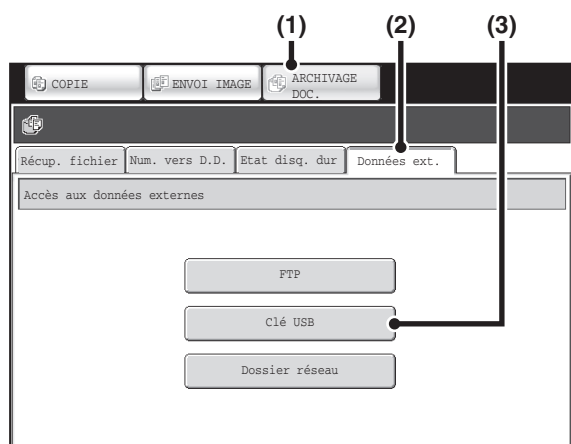 (1) (2) (3)
COPIE
ENVOI IMAGE
ARCHIVAGE
DOC.
Récup. fichier
Num. vers D.D.
Etat disq. dur
Données ext.
Accès aux données externes
FTP
Clé USB
Dossier réseau